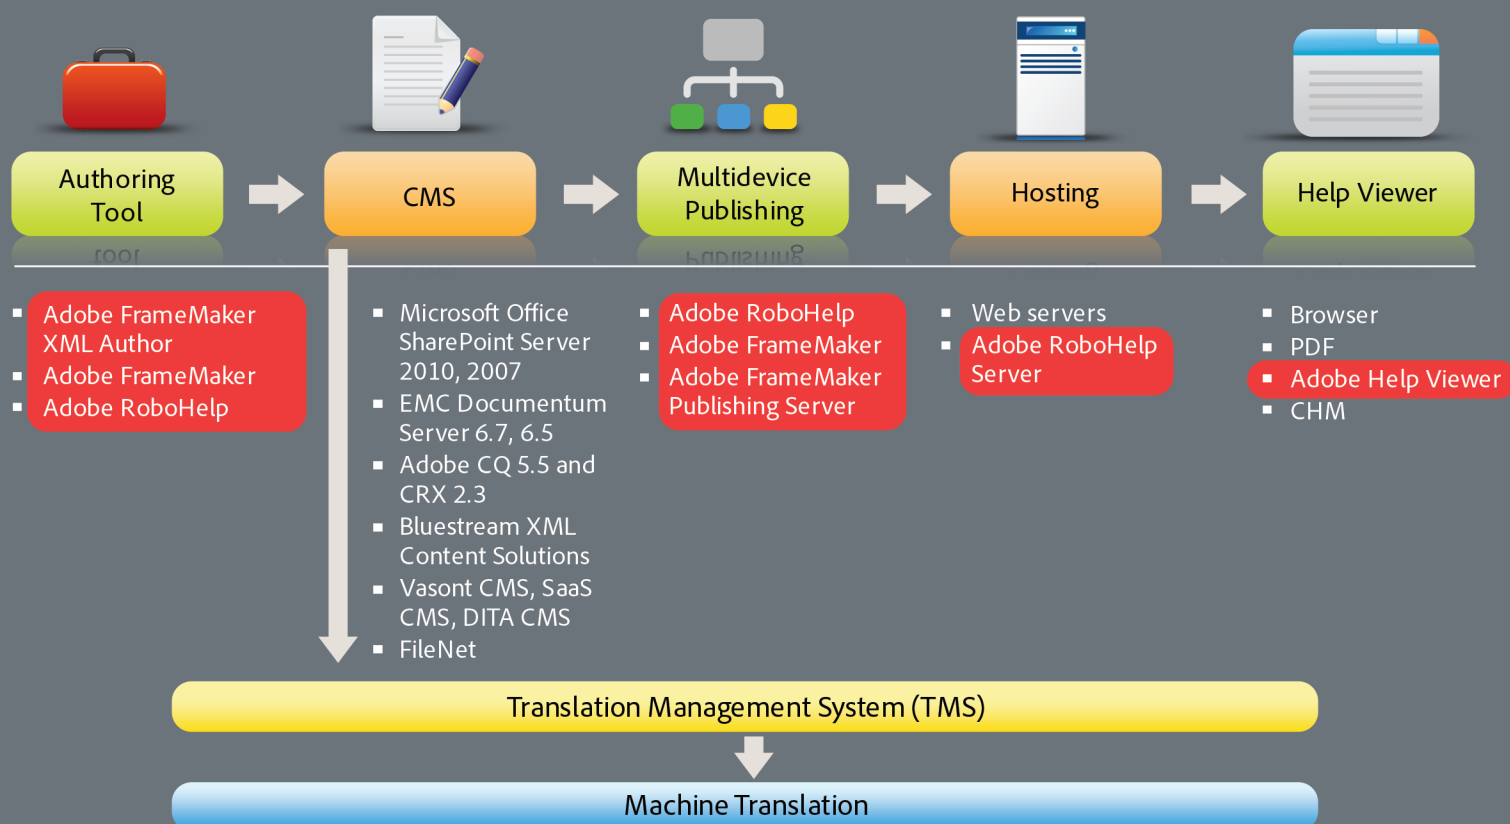 Authoring
Tool
CMS
Multidevice
Publishing
Hosting
Help Viewer
Adobe FrameMaker
XML Author
Adobe FrameMaker
Adobe RoboHelp
Microsoft Office
SharePoint Server
2010, 2007
EMC Documentum
Server 6.7, 6.5
Adobe CQ 5.5 and
CRX 2.3
Bluestream XML
Content Solutions
Vasont CMS, SaaS
CMS, DITA CMS
FileNet
Adobe RoboHelp
Adobe FrameMaker
Adobe FrameMaker
Publishing Server
Web servers
Adobe RoboHelp
Server
Browser
PDF
Adobe Help Viewer
CHM
Translation Management System (TMS)
Machine Translation